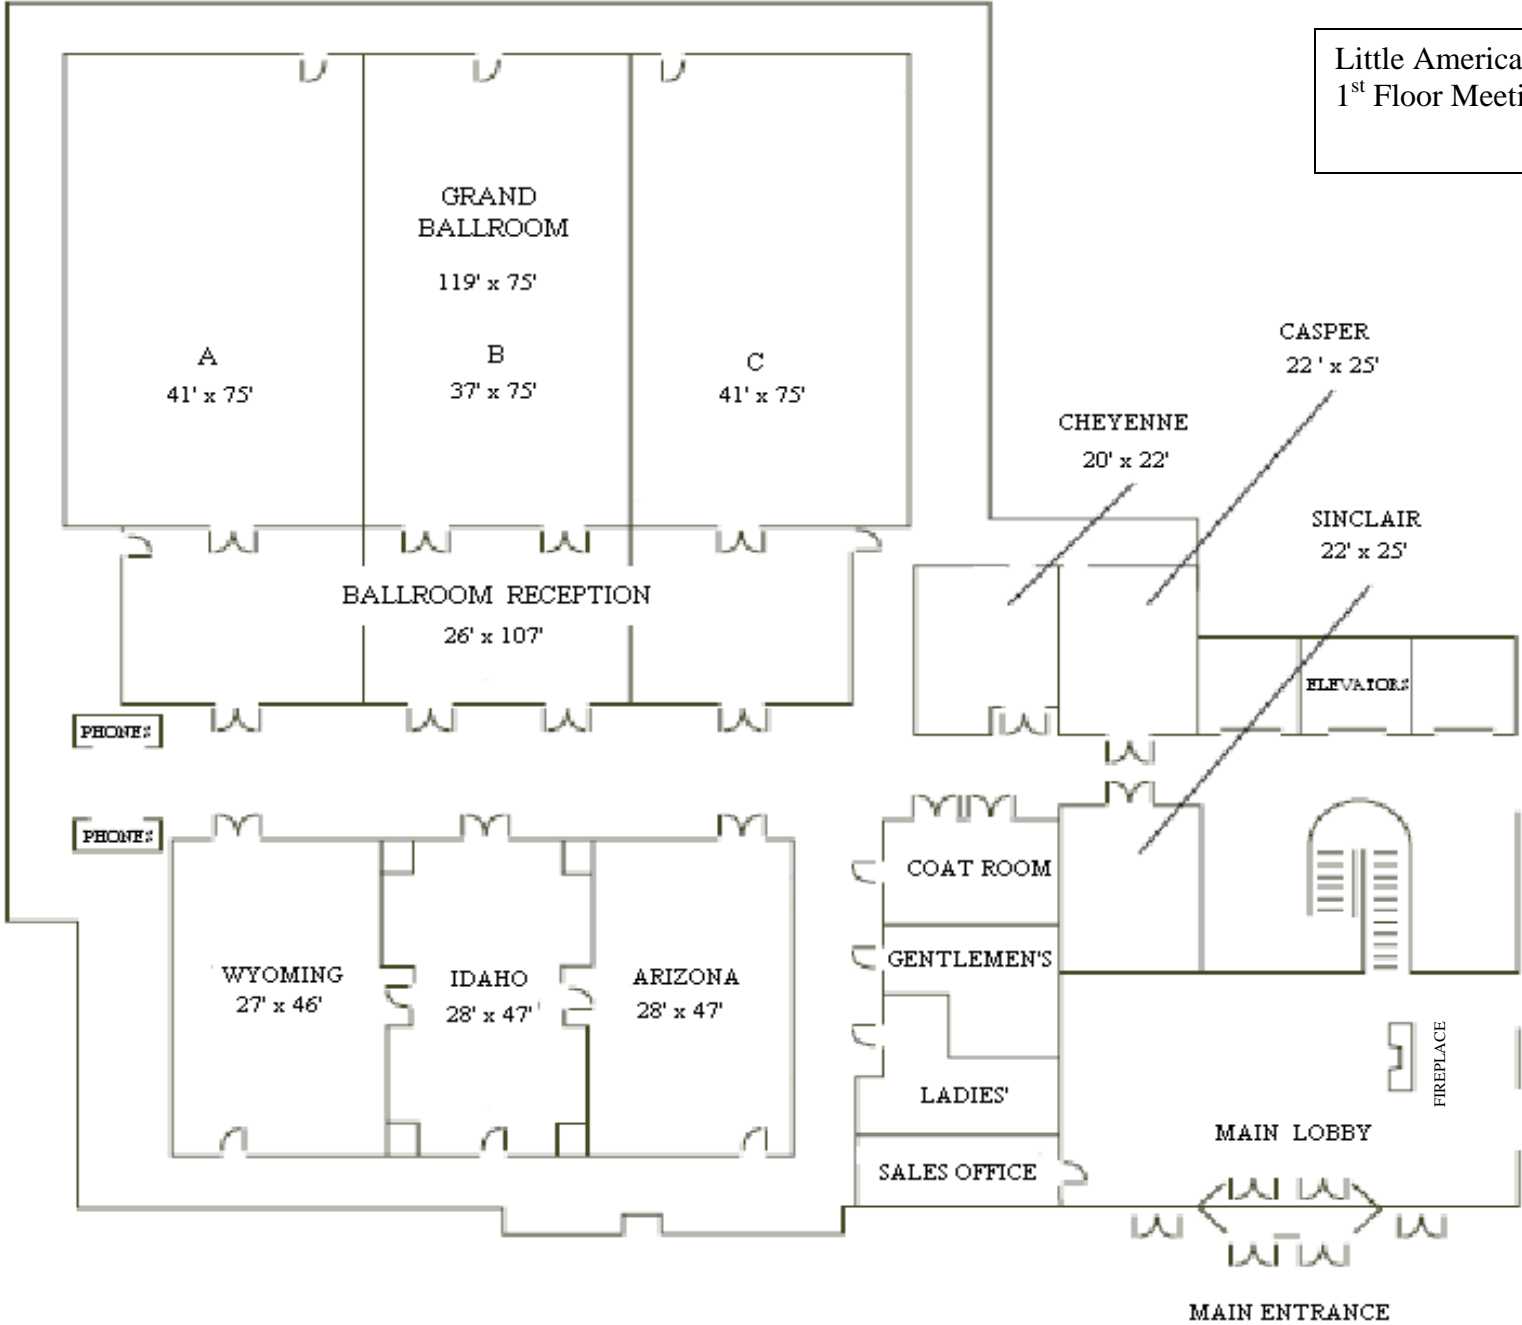 Little America
1st Floor Meeti
GRAND
BALLROOM
119' x 75'
A
41' x 75'
B
37' x 75'
C
41' x 75'
CASPER
22 ' x 25'
CHEYENNE
20' x 22'
SINCLAIR
22' x 25'
BALLROOM RECEPTION
26' x 107'
ELEVATORS
PHONES
PHONES
COAT ROOM
GENTLEMEN'S
WYOMING
27' x 46'
IDAHO
28' x 47'
ARIZONA
28' x 47'
LADIES'
FIREPLACE
MAIN LOBBY
SALES OFFICE
MAIN ENTRANCE